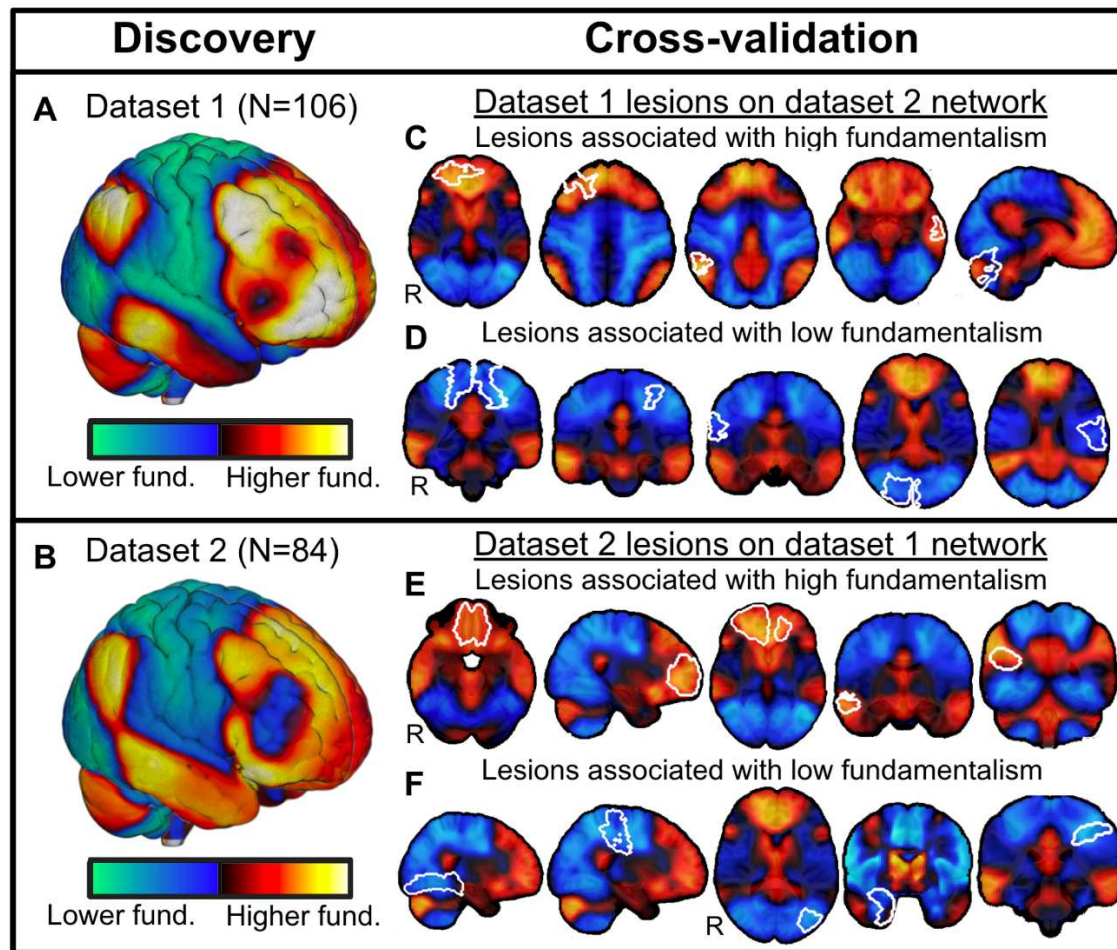 Discovery
Cross-validation
A
Dataset 1 (N=106)
Lower fund.
Higher fund.
Dataset 1 lesions on dataset 2 network
C
Lesions associated with high fundamentalism
R
D
Lesions associated with low fundamentalism
R
B
Dataset 2 (N=84)
Lower fund.
Higher fund.
Dataset 2 lesions on dataset 1 network
E
Lesions associated with high fundamentalism
R
F
Lesions associated with low fundamentalism
R